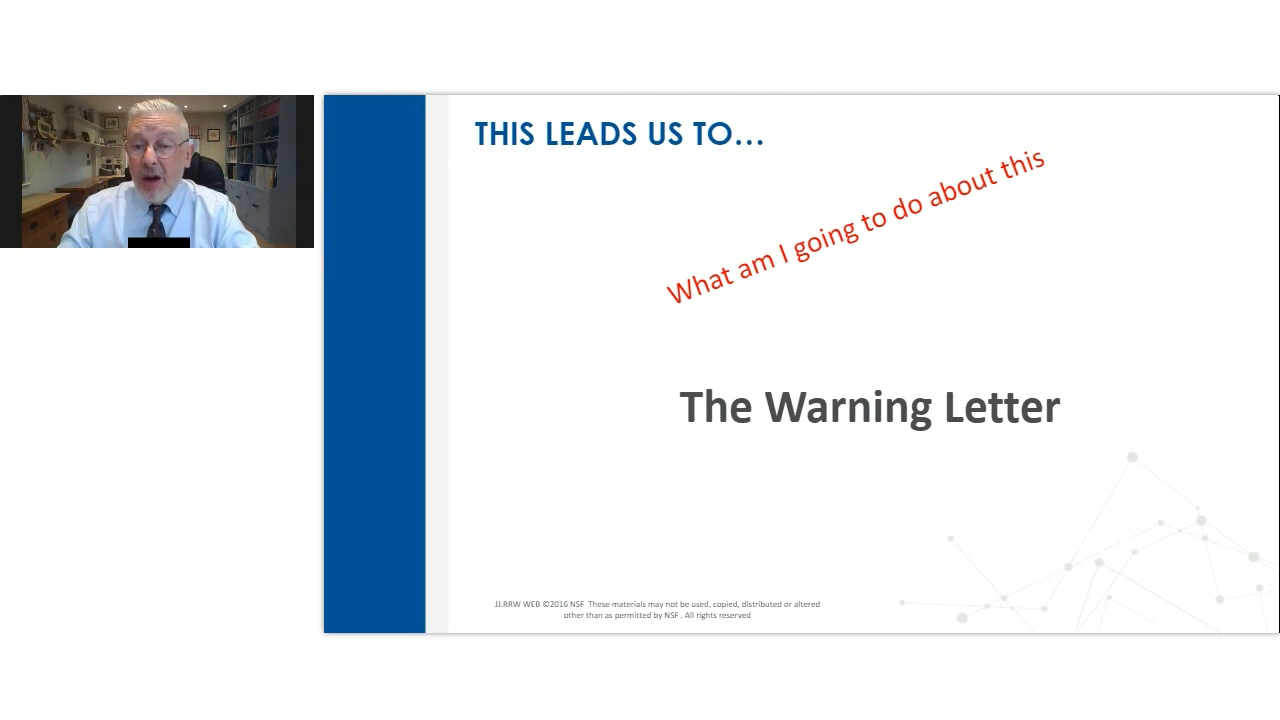 THIS LEADS US TO...
What am I going to do about this
The Warning Letter
JJ.RRW WEB ©2016 NSF  These materials may not be used, copied, distributed or altered
other than as permitted by NSF . All rights reserved